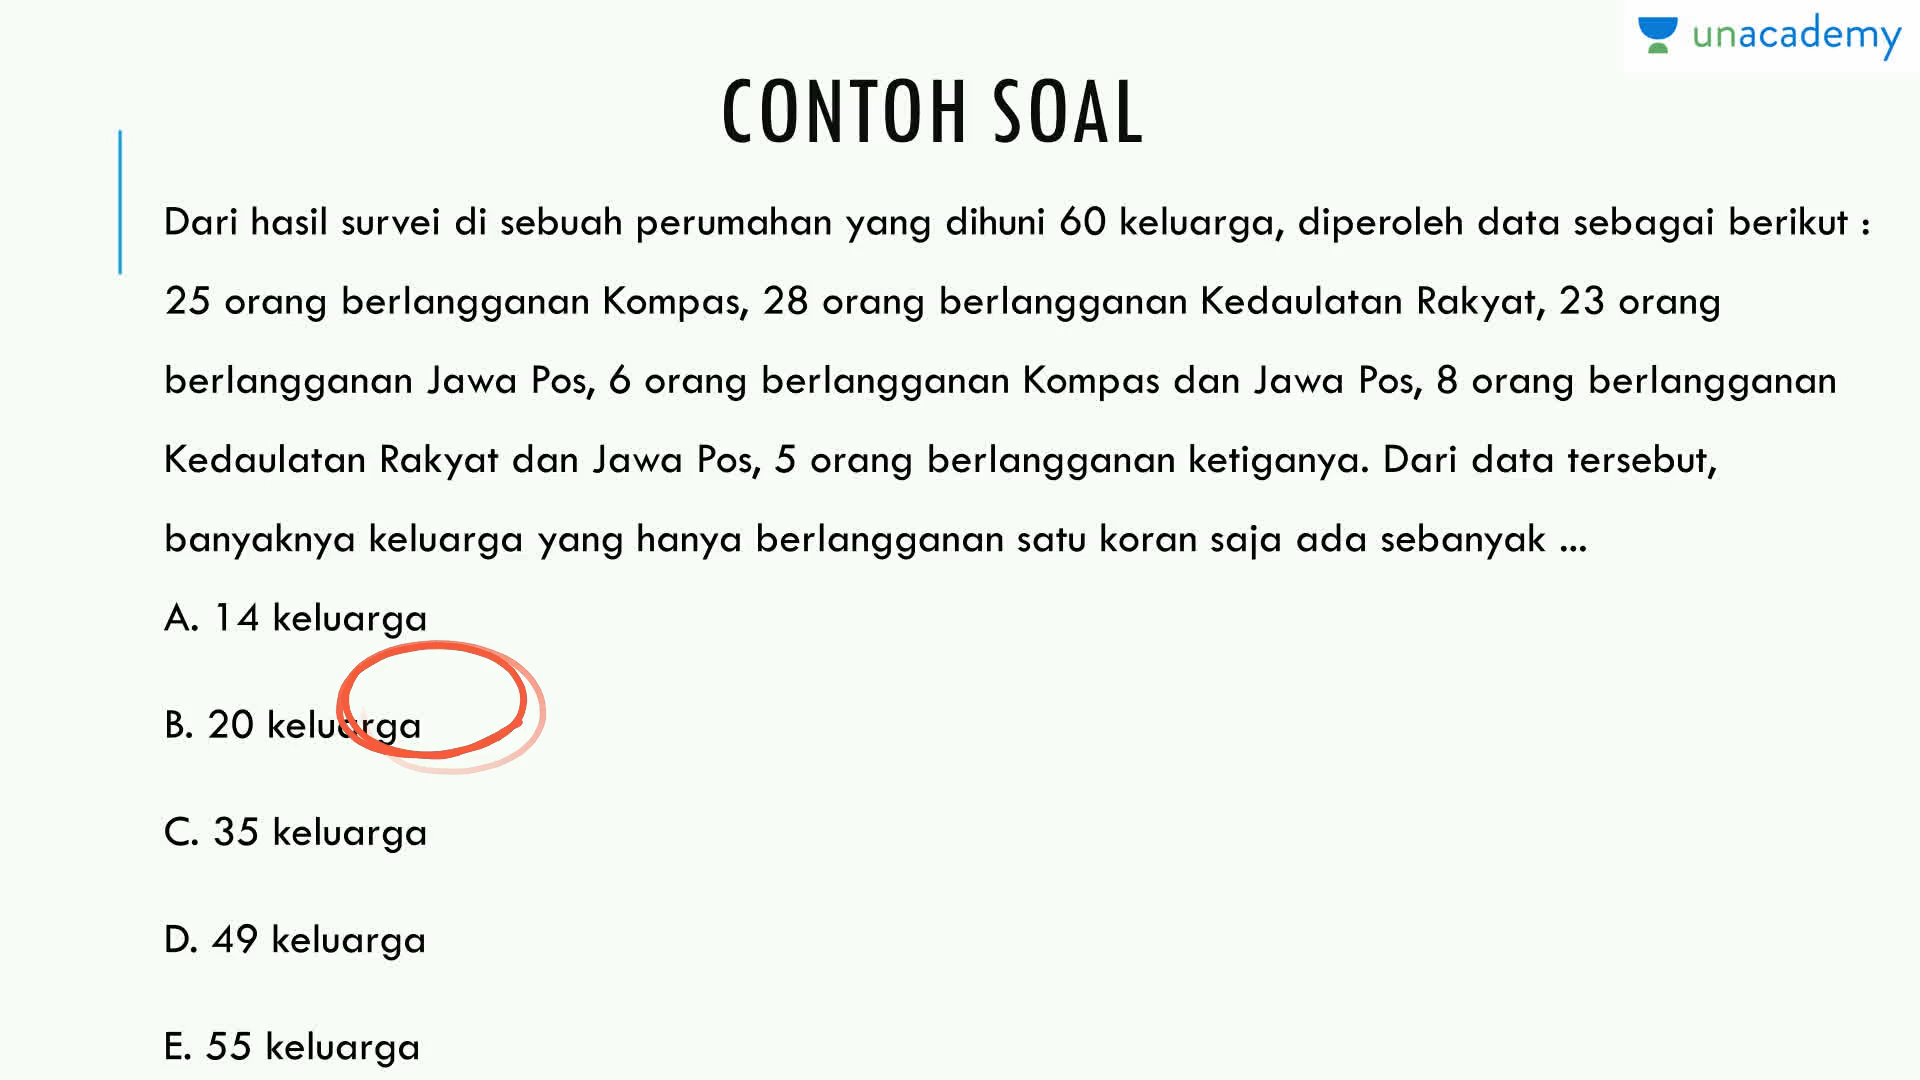 unacademy
CONTOH SOAL
Dari hasil survei di sebuah perumahan yang dihuni 60 keluarga, diperoleh data sebagai berikut :
25 orang berlangganan Kompas, 28 orang berlangganan Kedaulatan Rakyat, 23 orang
berlangganan Jawa Pos, 6 orang berlangganan Kompas dan Jawa Pos, 8 orang berlangganan
Kedaulatan Rakyat dan Jawa Pos, 5 orang berlangganan ketiganya. Dari data tersebut,
banyaknya keluarga yang hanya berlangganan satu koran saja ada sebanyak ...
A. 14 keluarga
B. 20 keluarga
C. 35 keluarga
D. 49 keluarga
E. 55 keluarga